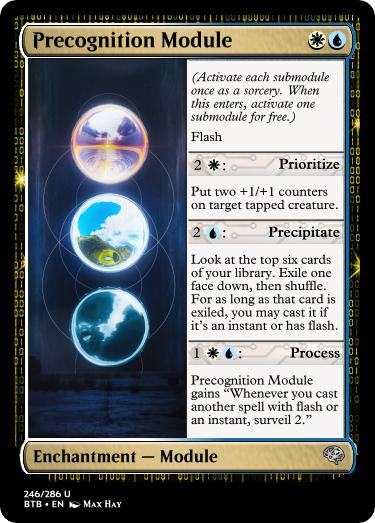 Precognition Module
(Activate each submodule
once as a sorcery. When
this enters, activate one
submodule for free.)
Flash
2 : Prioritize
Put two +1/+1 counters
on target tapped creature.
2 : Precipitate
Look at the top six cards
of your library. Exile one
face down, then shuffle.
For as long as that card is
exiled, you may cast it if
it’s an instant or has flash.
1 : Process
Precognition Module
gains “Whenever you cast
another spell with flash or
an instant, surveil 2.”
Enchantment — Module
246/286 U
BTB • EN Max Hay